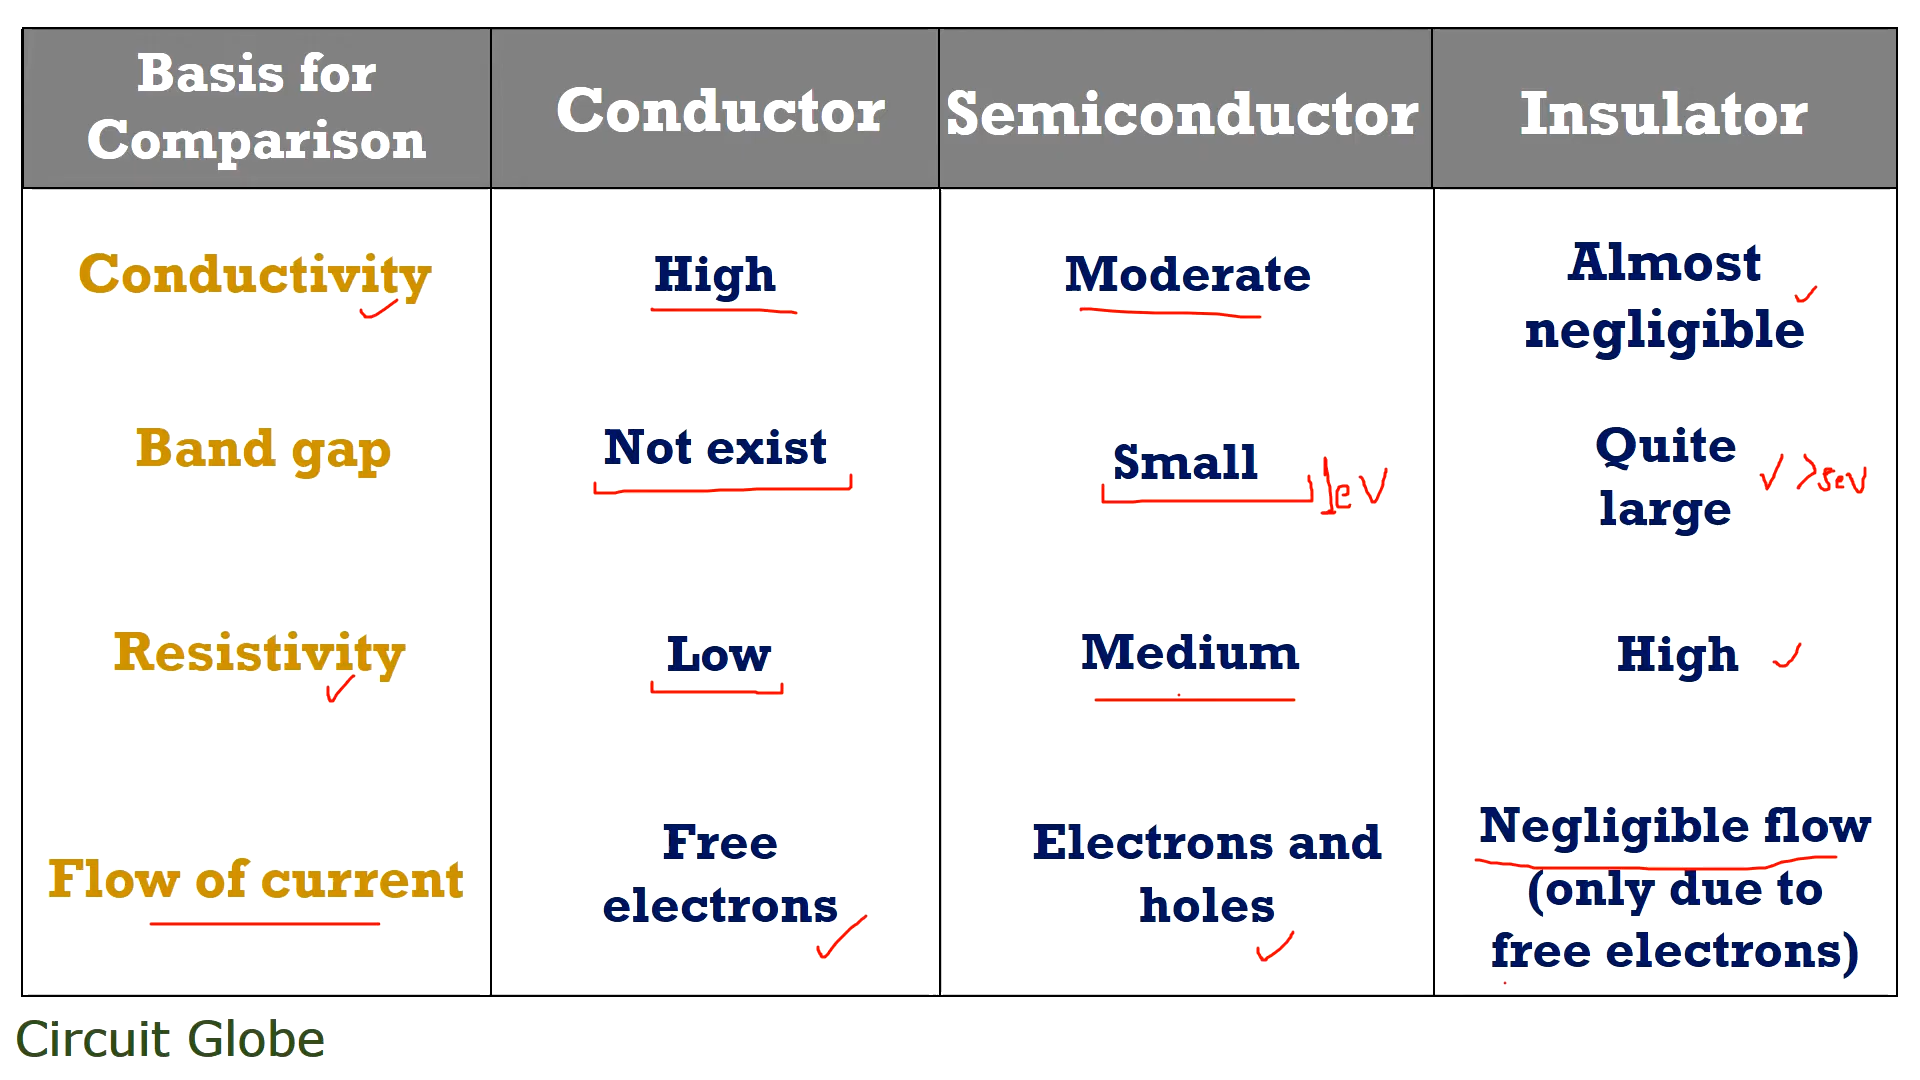 Basis for
Comparison
Conductor
Semiconductor
Insulator
Conductivity
High
Moderate
Almost
negligible
Band gap
Not exist
Small
1eV
Quite
large
>5eV
Resistivity
Low
Medium
High
Flow of current
Free
electrons
Electrons and
holes
Negligible flow
(only due to
free electrons)
Circuit Globe